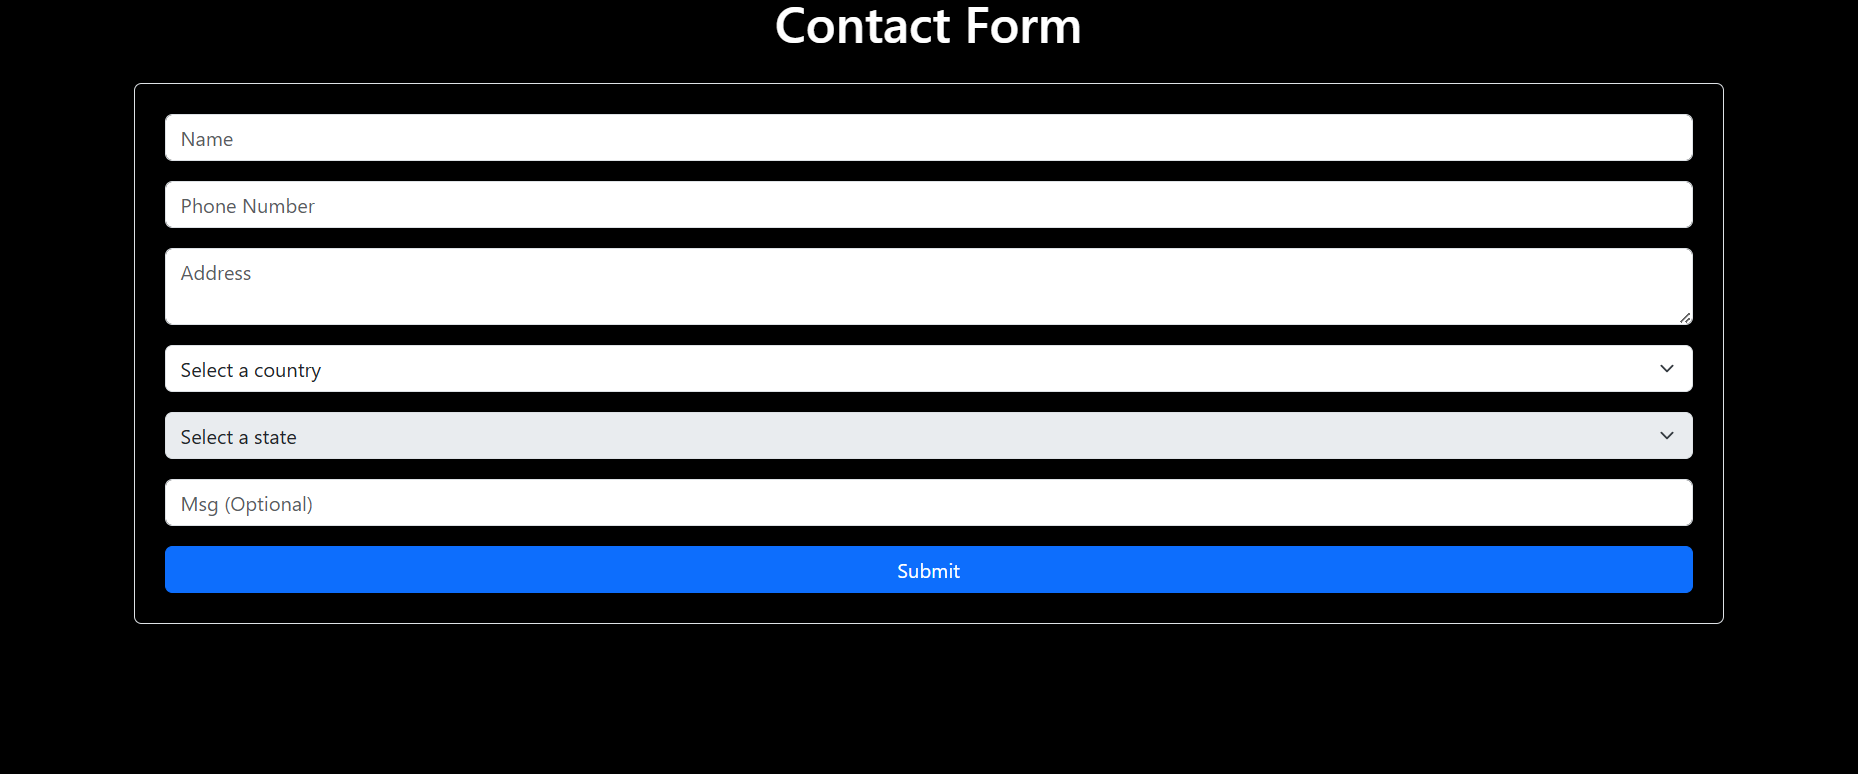 Contact Form
Name
Phone Number
Address
Select a country
Select a state
Msg (Optional)
Submit